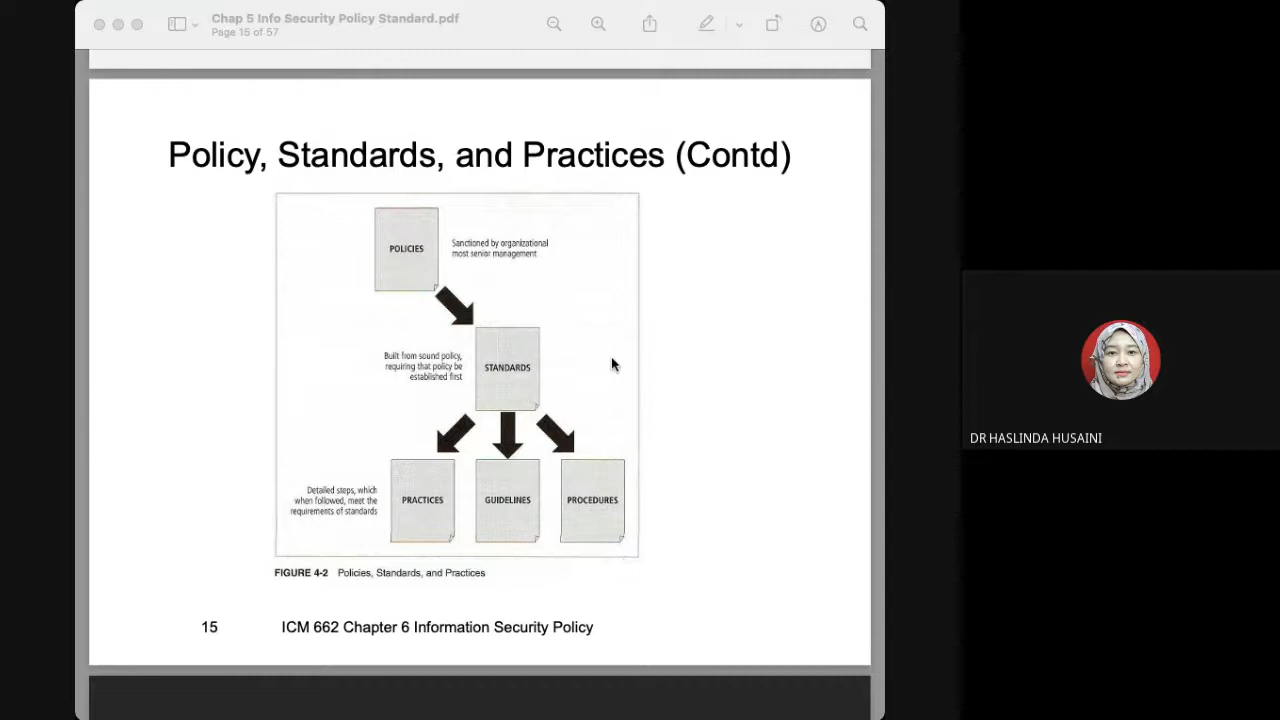 Chap 5 Info Security Policy Standard.pdf
Page 15 of 57
Policy, Standards, and Practices (Contd)
POLICIES
Sanctioned by organizational
most senior management
Built from sound policy,
requiring that policy be
established first
STANDARDS
Detailed steps, which
when followed, meet the
requirements of standards
PRACTICES
GUIDELINES
PROCEDURES
FIGURE 4-2 Policies, Standards, and Practices
15 ICM 662 Chapter 6 Information Security Policy
DR HASLINDA HUSAINI